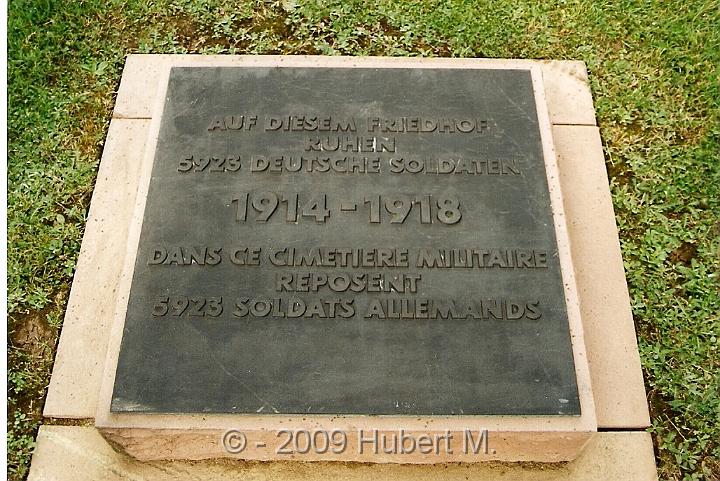 AUF DIESEM FRIEDHOF
RUHEN
5923 DEUTSCHE SOLDATEN
1914-1918
DANS CE CIMETIERE MILITAIRE
REPOSENT
5923 SOLDATS ALLEMANDS
© - 2009 Hubert M.